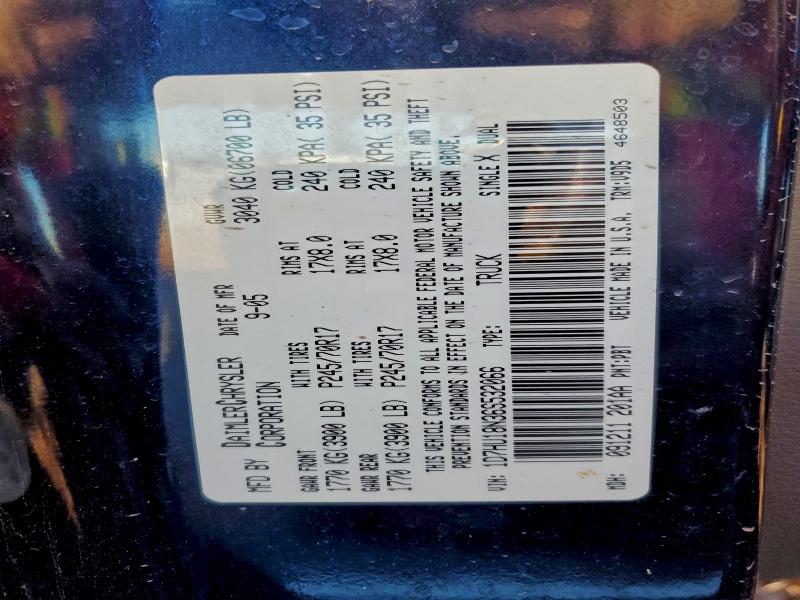 MFD BY DAIMLERCHRYSLER CORPORATION
DATE OF MFR 9-05
GVWR 3040 KG(06700 LB)
GAWR FRONT WITH TIRES RIMS AT COLD
1770 KG(3900 LB) P245/70R17 17X8.0 240 KPA( 35 PSI)
GAWR REAR WITH TIRES RIMS AT COLD
1770 KG(3900 LB) P245/70R17 17X8.0 240 KPA( 35 PSI)
THIS VEHICLE CONFORMS TO ALL APPLICABLE FEDERAL MOTOR VEHICLE SAFETY AND THEFT
PREVENTION STANDARDS IN EFFECT ON THE DATE OF MANUFACTURE SHOWN ABOVE.
VIN: 1D7HW18K66S532066 TYPE: TRUCK SINGLE X DUAL
MDH: 091211 201AA PNT:PBT VEHICLE MADE IN U.S.A. TRM:V9D5 4648503